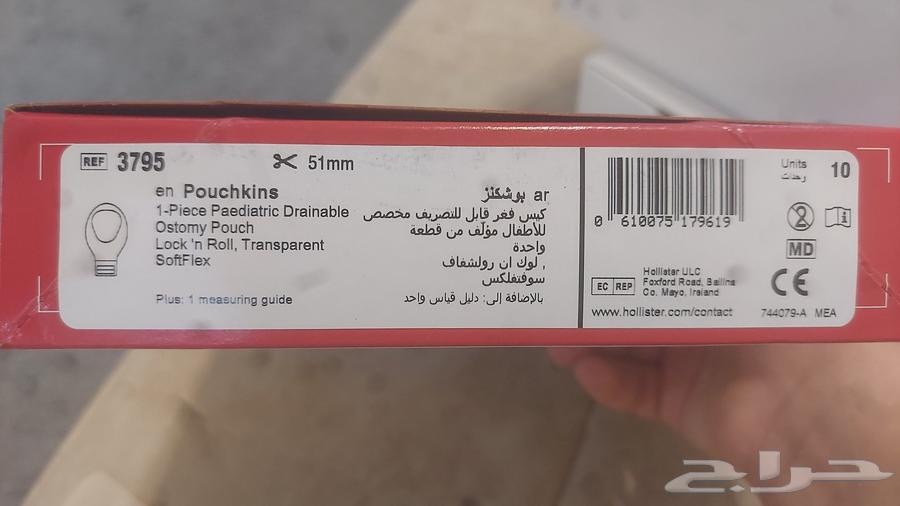 REF 3795
51mm
en Pouchkins
1-Piece Paediatric Drainable
Ostomy Pouch
Lock 'n Roll, Transparent
SoftFlex
Plus: 1 measuring guide
ar بوشكنز
كيس فغر قابل للتصريف مخصص
للأطفال مؤلّف من قطعة
واحدة
, لوك ان رولشفاف
سوفتفلكس
بالإضافة إلى: دليل قياس واحد
0 610075 179619
Units
وحدات
10
2
i
MD
EC REP
Hollister ULC
Foxford Road, Ballina
Co. Mayo, Ireland
CE
www.hollister.com/contact
744079-A MEA
حراج